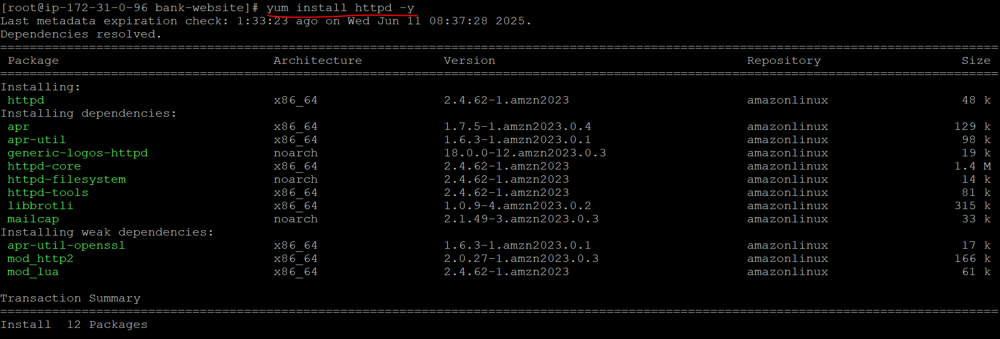 [root@ip-172-31-0-96 bank-website]# yum install httpd -y
Last metadata expiration check: 1:33:23 ago on Wed Jun 11 08:37:28 2025.
Dependencies resolved.
================================================================================
Package Architecture Version Repository Size
================================================================================
Installing:
httpd x86_64 2.4.62-1.amzn2023 amazonlinux 48 k
Installing dependencies:
apr x86_64 1.7.5-1.amzn2023.0.4 amazonlinux 129 k
apr-util x86_64 1.6.3-1.amzn2023.0.1 amazonlinux 98 k
generic-logos-httpd noarch 18.0.0-12.amzn2023.0.3 amazonlinux 19 k
httpd-core x86_64 2.4.62-1.amzn2023 amazonlinux 1.4 M
httpd-filesystem noarch 2.4.62-1.amzn2023 amazonlinux 14 k
httpd-tools x86_64 2.4.62-1.amzn2023 amazonlinux 81 k
libbrotli x86_64 1.0.9-4.amzn2023.0.2 amazonlinux 315 k
mailcap noarch 2.1.49-3.amzn2023.0.3 amazonlinux 33 k
Installing weak dependencies:
apr-util-openssl x86_64 1.6.3-1.amzn2023.0.1 amazonlinux 17 k
mod_http2 x86_64 2.0.27-1.amzn2023.0.3 amazonlinux 166 k
mod_lua x86_64 2.4.62-1.amzn2023 amazonlinux 61 k
Transaction Summary
================================================================================
Install 12 Packages